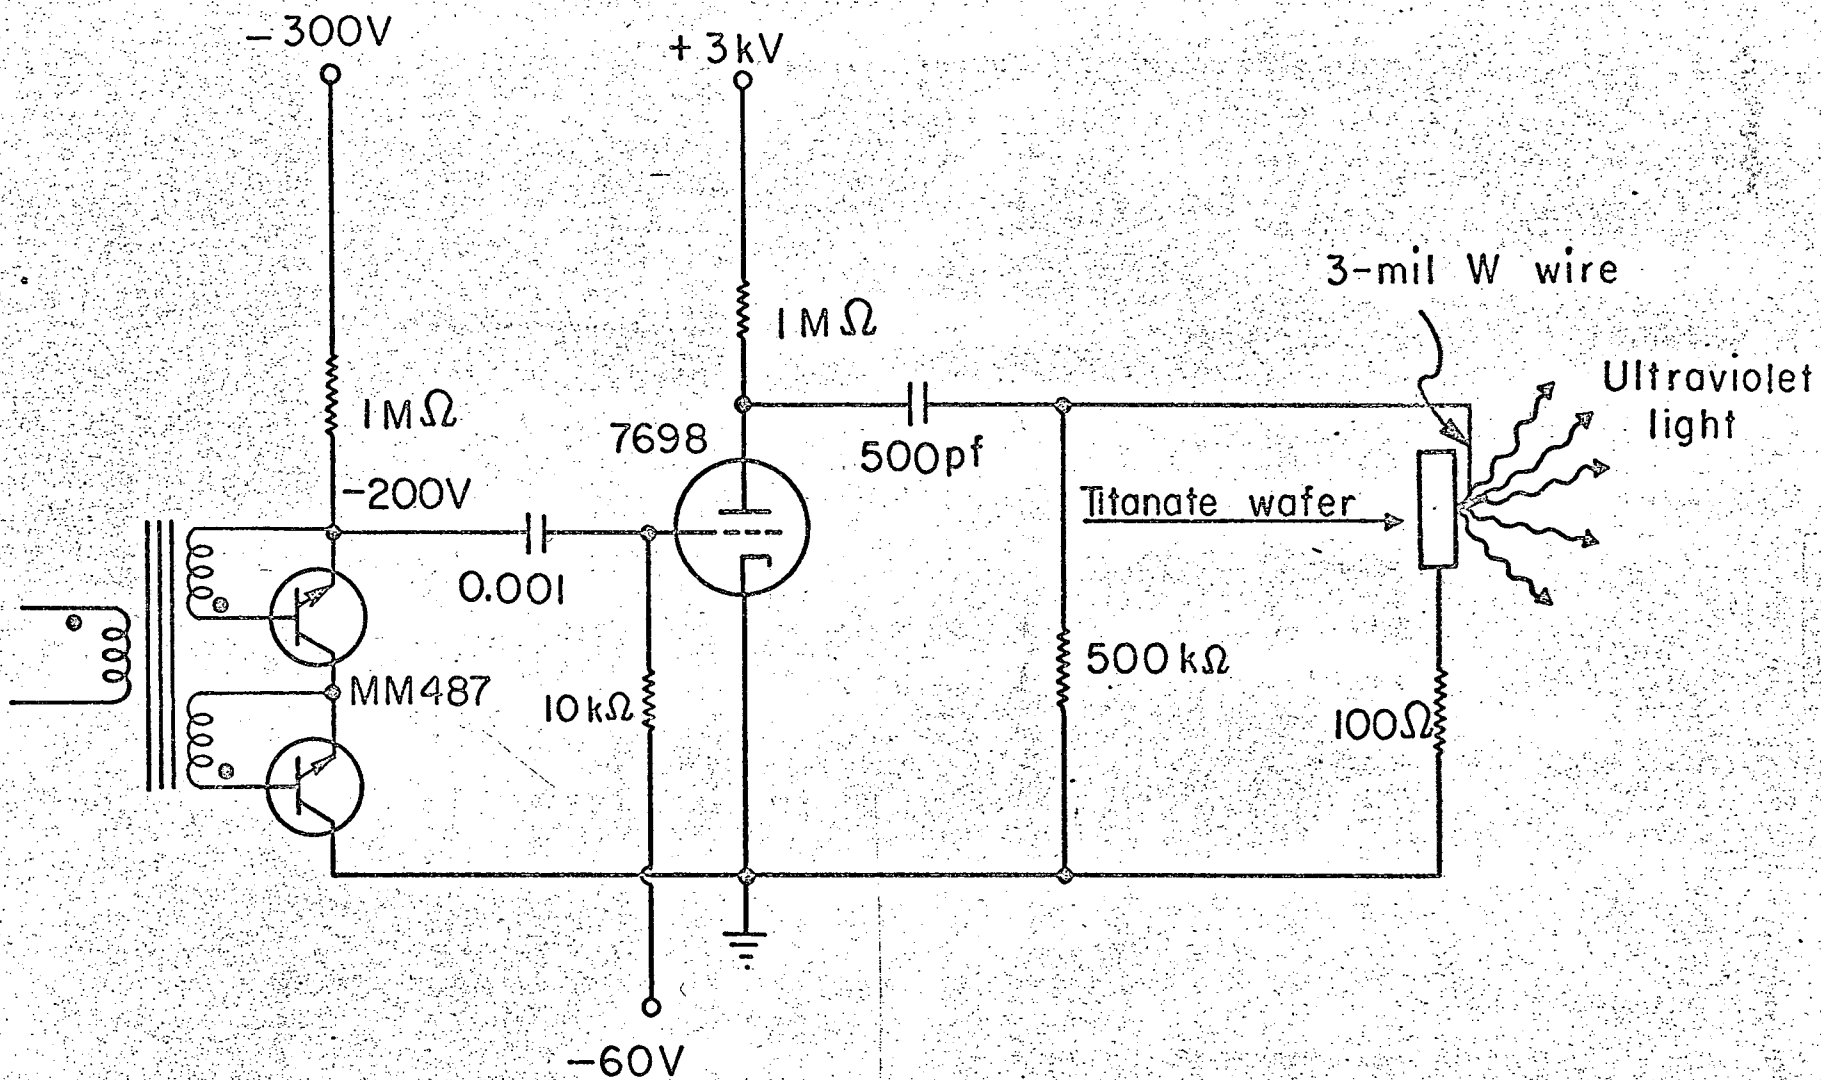 -300V
+3kV
3-mil W wire
1MΩ
1MΩ
Ultraviolet
light
7698
500pf
-200V
Titanate wafer
0.001
MM487
10kΩ
500kΩ
100Ω
-60V